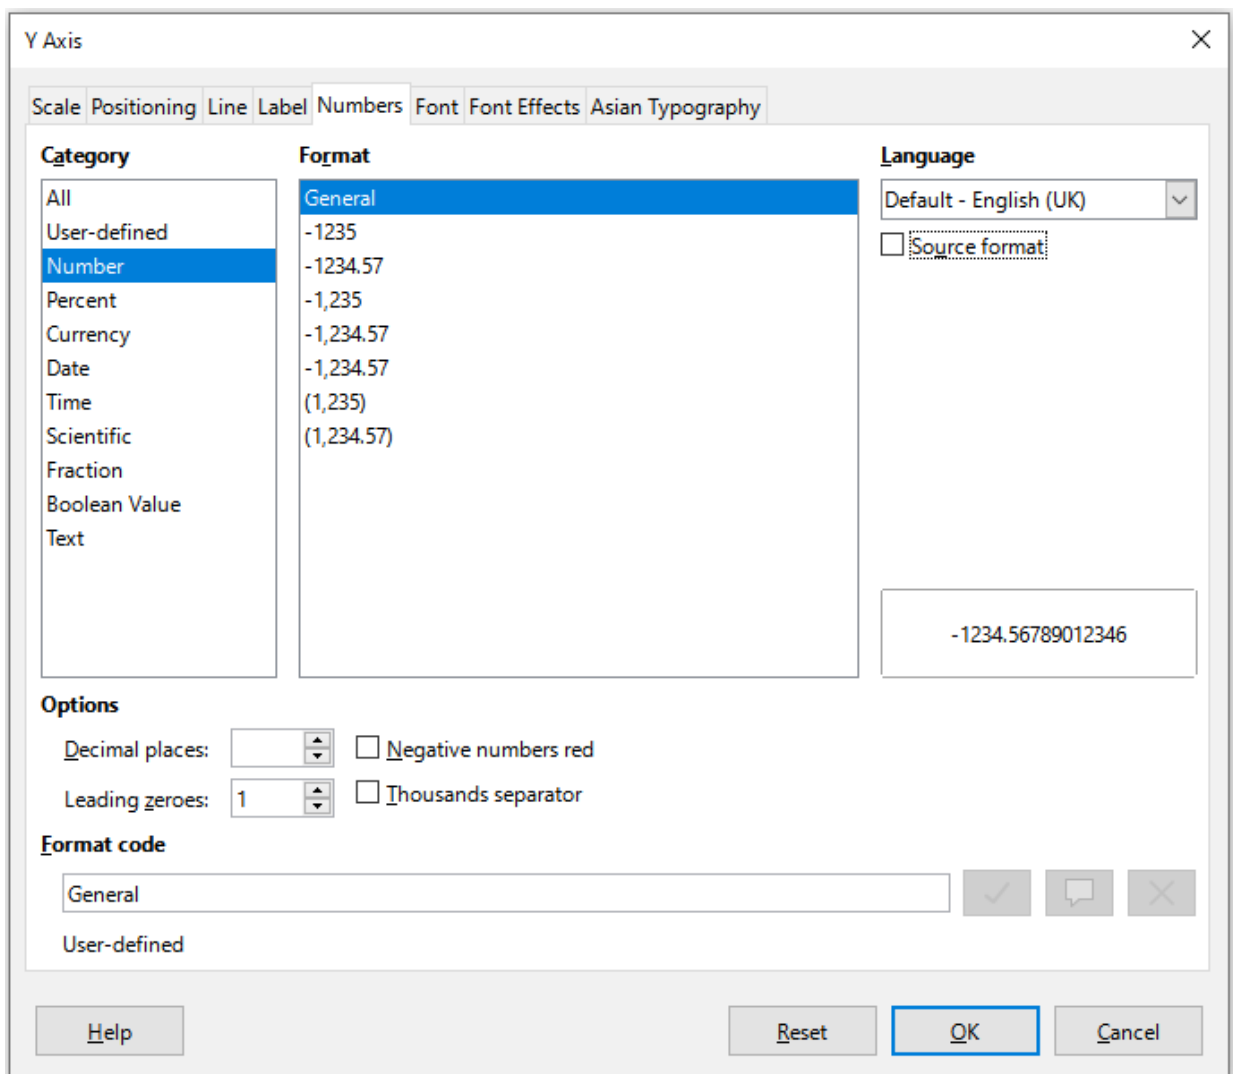 Y Axis
Scale Positioning Line Label Numbers Font Font Effects Asian Typography
Category
All
User-defined
Number
Percent
Currency
Date
Time
Scientific
Fraction
Boolean Value
Text
Format
General
-1235
-1234.57
-1,235
-1,234.57
-1,234.57
(1,235)
(1,234.57)
Language
Default - English (UK)
Source format
-1234.56789012346
Options
Decimal places:
Negative numbers red
Leading zeroes: 1
Thousands separator
Format code
General
User-defined
Help Reset OK Cancel